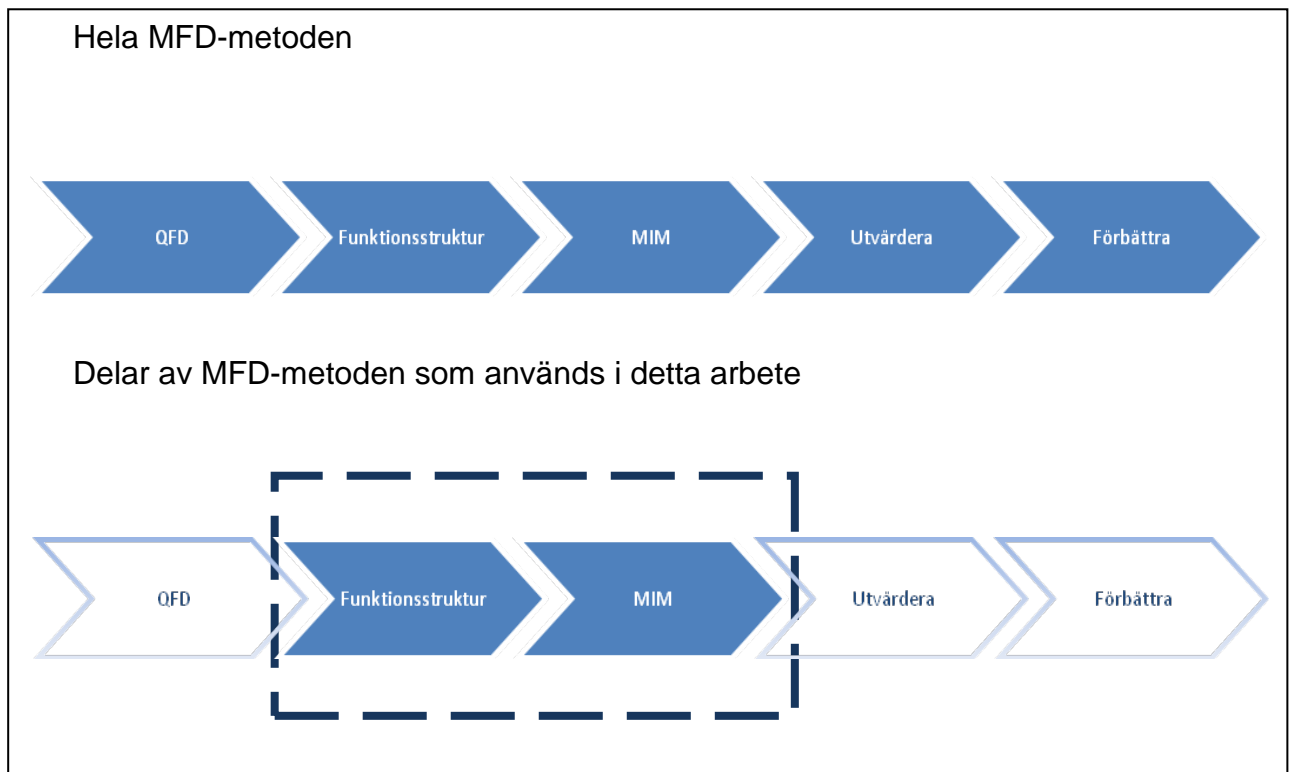 Hela MFD-metoden
QFD Funktionsstruktur MIM Utvärdera Förbättra
Delar av MFD-metoden som används i detta arbete
QFD Funktionsstruktur MIM Utvärdera Förbättra